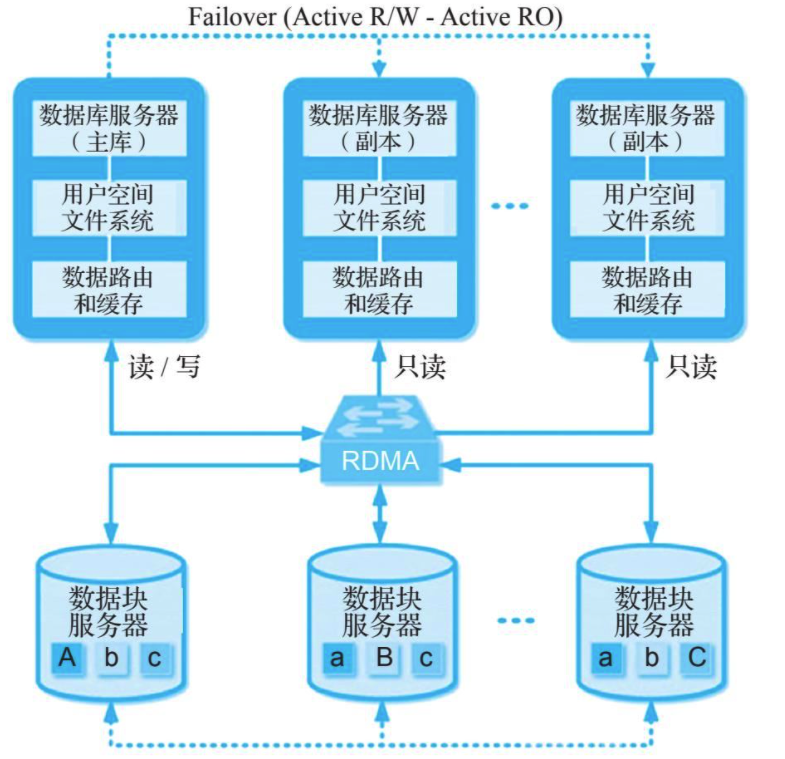 Failover (Active R/W - Active RO)
数据库服务器
（主库）
用户空间
文件系统
数据路由
和缓存
数据库服务器
（副本）
用户空间
文件系统
数据路由
和缓存
数据库服务器
（副本）
用户空间
文件系统
数据路由
和缓存
读 / 写
只读
只读
RDMA
数据块
服务器
A b c
数据块
服务器
a B c
数据块
服务器
a b C